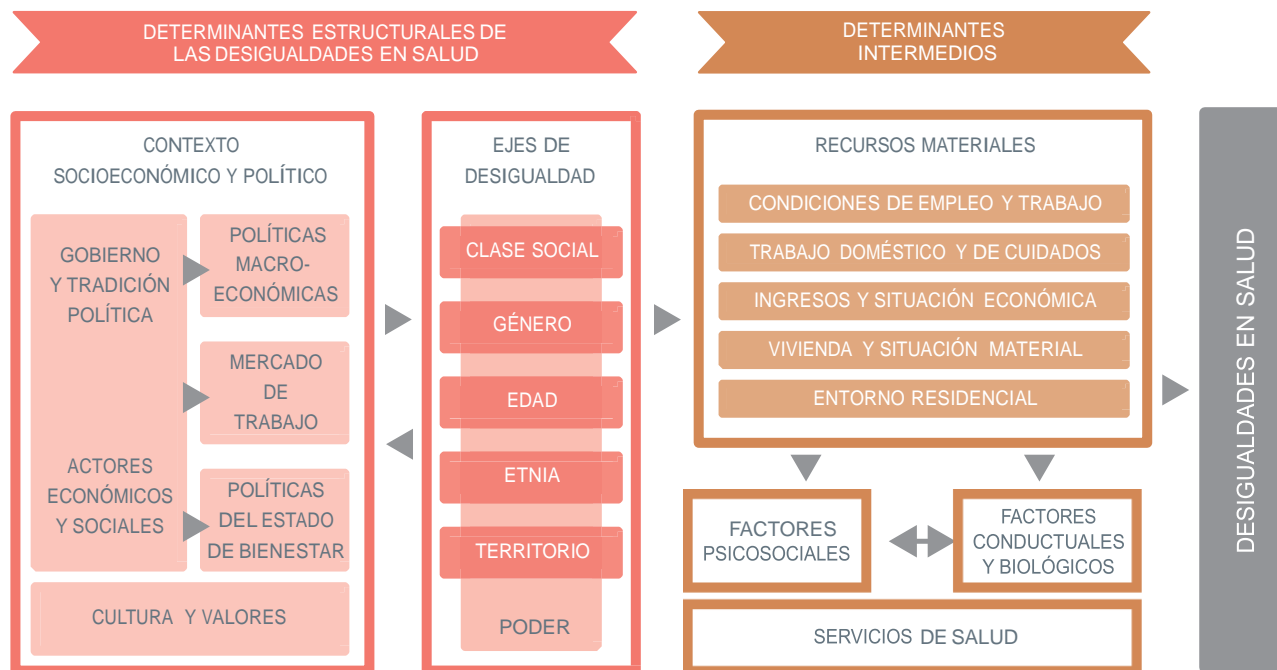 DETERMINANTES ESTRUCTURALES DE
LAS DESIGUALDADES EN SALUD
DETERMINANTES
INTERMEDIOS
CONTEXTO
SOCIOECONÓMICO Y POLÍTICO
GOBIERNO
Y TRADICIÓN
POLÍTICA
ACTORES
ECONÓMICOS
Y SOCIALES
POLÍTICAS
MACRO-
ECONÓMICAS
MERCADO
DE
TRABAJO
POLÍTICAS
DEL ESTADO
DE BIENESTAR
CULTURA Y VALORES
EJES DE
DESIGUALDAD
CLASE SOCIAL
GÉNERO
EDAD
ETNIA
TERRITORIO
PODER
RECURSOS MATERIALES
CONDICIONES DE EMPLEO Y TRABAJO
TRABAJO DOMÉSTICO Y DE CUIDADOS
INGRESOS Y SITUACIÓN ECONÓMICA
VIVIENDA Y SITUACIÓN MATERIAL
ENTORNO RESIDENCIAL
FACTORES
PSICOSOCIALES
FACTORES
CONDUCTUALES
Y BIOLÓGICOS
SERVICIOS DE SALUD
DESIGUALDADES EN SALUD